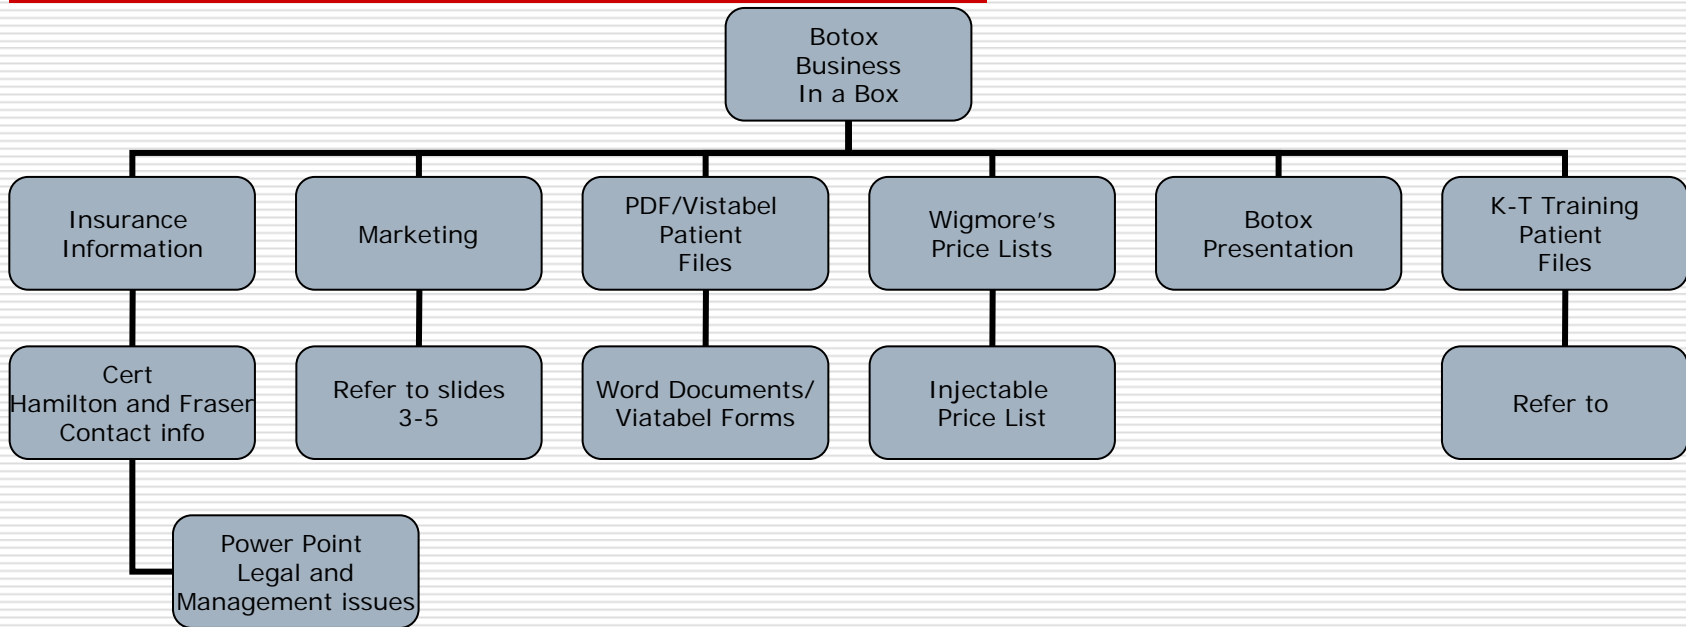 Botox
Business
In a Box
Insurance
Information
Marketing
PDF/Vistabel
Patient
Files
Wigmore's
Price Lists
Botox
Presentation
K-T Training
Patient
Files
Cert
Hamilton and Fraser
Contact info
Refer to slides
3-5
Word Documents/
Viatabel Forms
Injectable
Price List
Refer to
Power Point
Legal and
Management issues